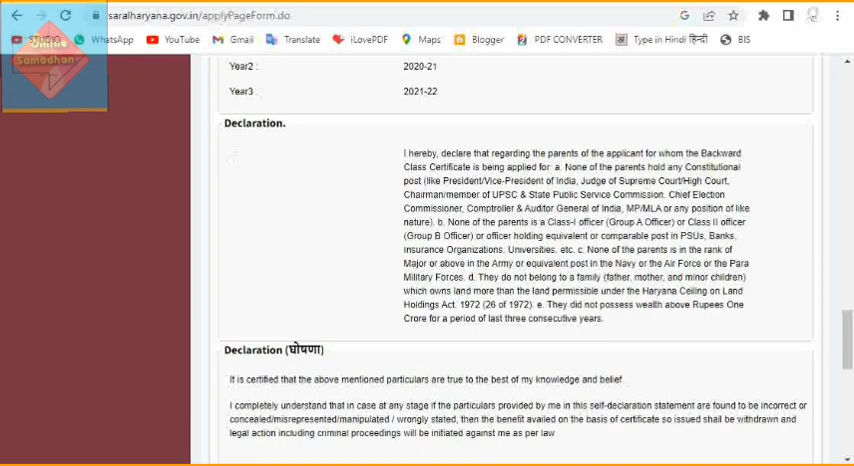 saralharyana.gov.in/applyPageForm.do
STUDIO WhatsApp YouTube Gmail Translate iLovePDF Maps Blogger PDF CONVERTER Type in Hindi हिन्दी BIS
Online
Samadhan
Year2 : 2020-21
Year3 : 2021-22
Declaration.
I hereby, declare that regarding the parents of the applicant for whom the Backward
Class Certificate is being applied for: a. None of the parents hold any Constitutional
post (like President/Vice-President of India, Judge of Supreme Court/High Court,
Chairman/member of UPSC & State Public Service Commission. Chief Election
Commissioner, Comptroller & Auditor General of India, MP/MLA or any position of like
nature). b. None of the parents is a Class-I officer (Group A Officer) or Class II officer
(Group B Officer) or officer holding equivalent or comparable post in PSUs, Banks,
Insurance Organizations. Universities. etc. c. None of the parents is in the rank of
Major or above in the Army or equivalent post in the Navy or the Air Force or the Para
Military Forces. d. They do not belong to a family (father, mother, and minor children)
which owns land more than the land permissible under the Haryana Ceiling on Land
Holdings Act. 1972 (26 of 1972). e. They did not possess wealth above Rupees One
Crore for a period of last three consecutive years.
Declaration (घोषणा)
It is certified that the above mentioned particulars are true to the best of my knowledge and belief
I completely understand that in case at any stage if the particulars provided by me in this self-declaration statement are found to be incorrect or
concealed/misrepresented/manipulated / wrongly stated, then the benefit availed on the basis of certificate so issued shall be withdrawn and
legal action including criminal proceedings will be initiated against me as per law